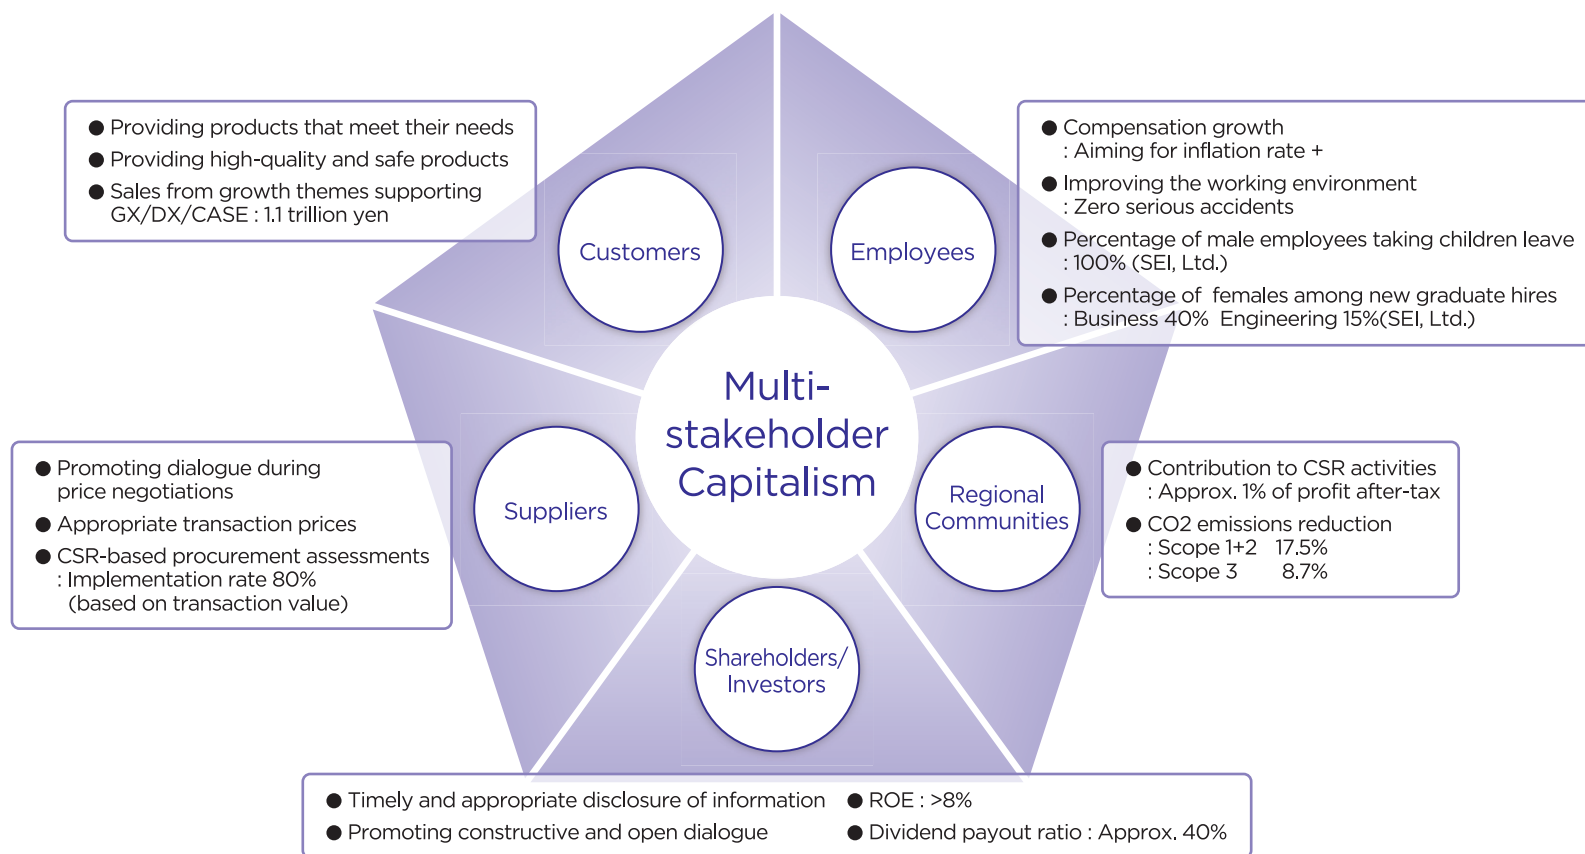 ● Providing products that meet their needs
● Providing high-quality and safe products
● Sales from growth themes supporting
GX/DX/CASE : 1.1 trillion yen
Customers
Employees
● Compensation growth
: Aiming for inflation rate +
● Improving the working environment
: Zero serious accidents
● Percentage of male employees taking children leave
: 100% (SEI, Ltd.)
● Percentage of females among new graduate hires
: Business 40% Engineering 15%(SEI, Ltd.)
Multi-
stakeholder
Capitalism
● Promoting dialogue during
price negotiations
● Appropriate transaction prices
● CSR-based procurement assessments
: Implementation rate 80%
(based on transaction value)
Suppliers
Regional
Communities
● Contribution to CSR activities
: Approx. 1% of profit after-tax
● CO2 emissions reduction
: Scope 1+2 17.5%
: Scope 3 8.7%
Shareholders/
Investors
● Timely and appropriate disclosure of information
● Promoting constructive and open dialogue
● ROE : >8%
● Dividend payout ratio : Approx. 40%